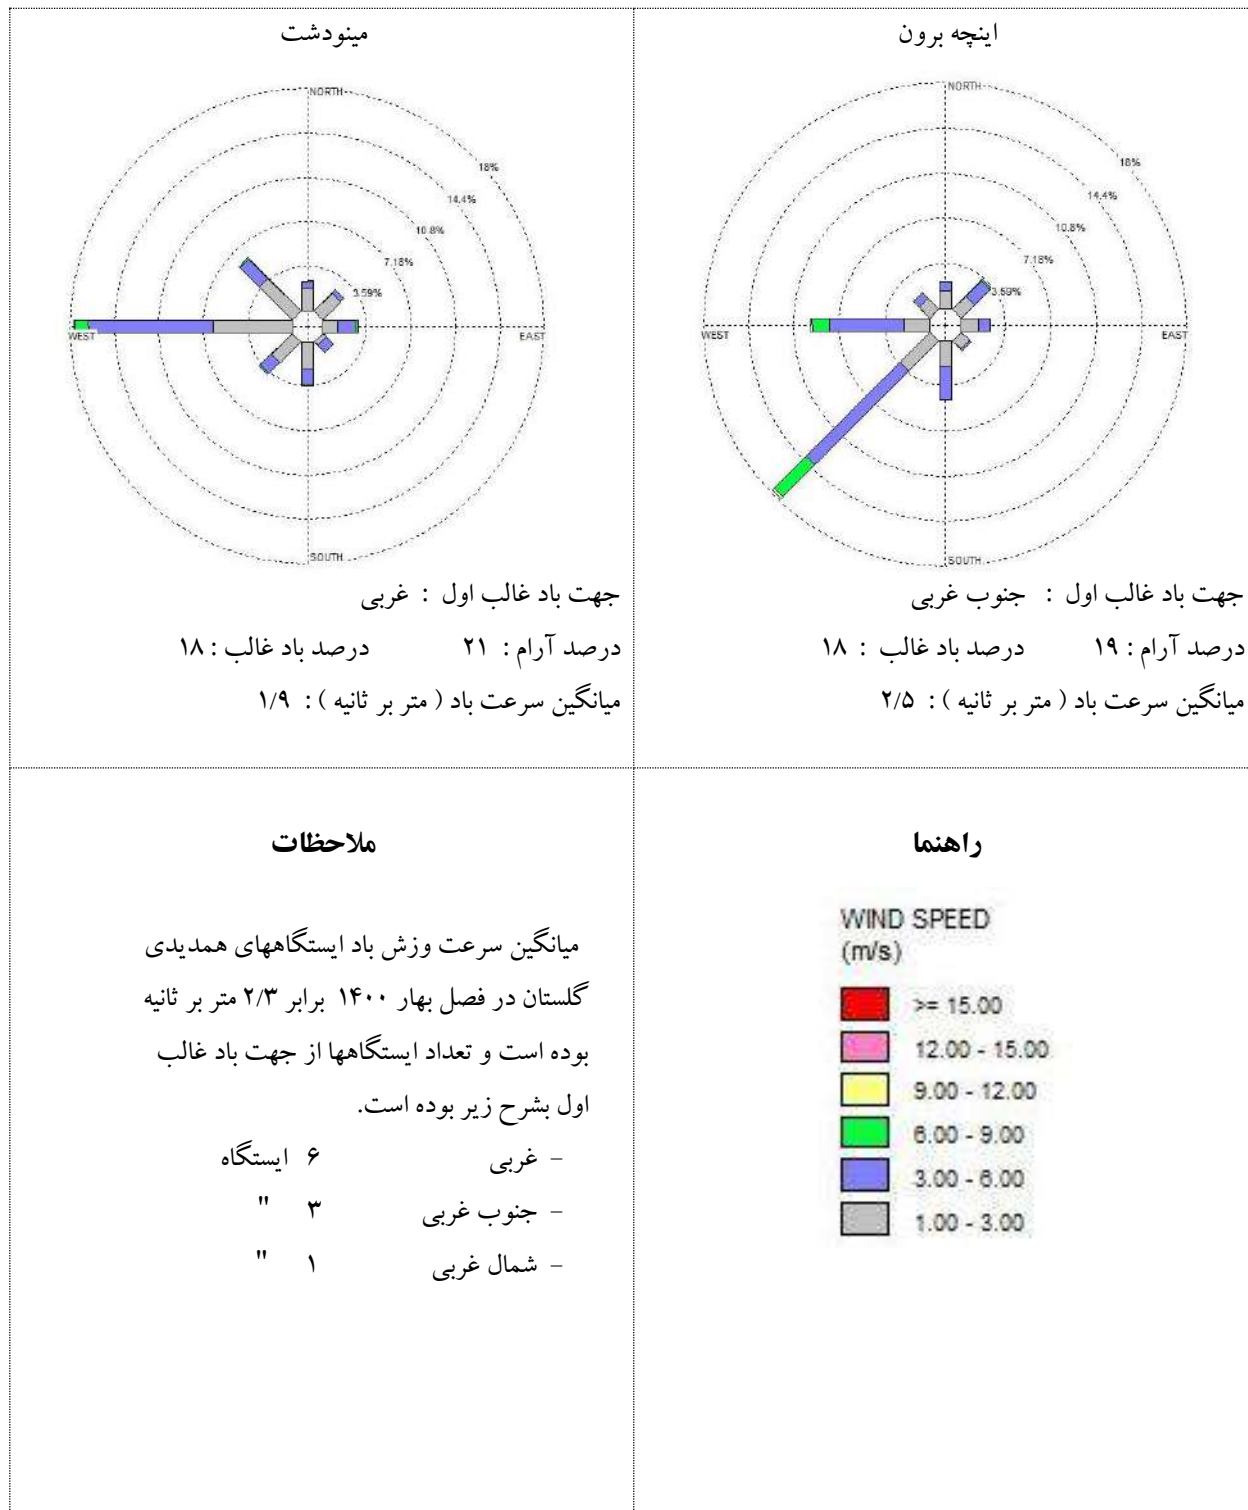 اینچه برون
NORTH
18%
14.4%
10.8%
7.18%
3.59%
WEST
EAST
SOUTH
جهت باد غالب اول : جنوب غربی
درصد آرام : ۱۹ درصد باد غالب : ۱۸
میانگین سرعت باد ( متر بر ثانیه ) : ۲/۵
مینودشت
NORTH
18%
14.4%
10.8%
7.18%
3.59%
WEST
EAST
SOUTH
جهت باد غالب اول : غربی
درصد آرام : ۲۱ درصد باد غالب : ۱۸
میانگین سرعت باد ( متر بر ثانیه ) : ۱/۹
راهنما
WIND SPEED
(m/s)
>= 15.00
12.00 - 15.00
9.00 - 12.00
6.00 - 9.00
3.00 - 6.00
1.00 - 3.00
ملاحظات
میانگین سرعت وزش باد ایستگاههای همدیدی
گلستان در فصل بهار ۱۴۰۰ برابر ۲/۳ متر بر ثانیه
بوده است و تعداد ایستگاهها از جهت باد غالب
اول بشرح زیر بوده است.
- غربی ۶ ایستگاه
- جنوب غربی ۳ "
- شمال غربی ۱ "